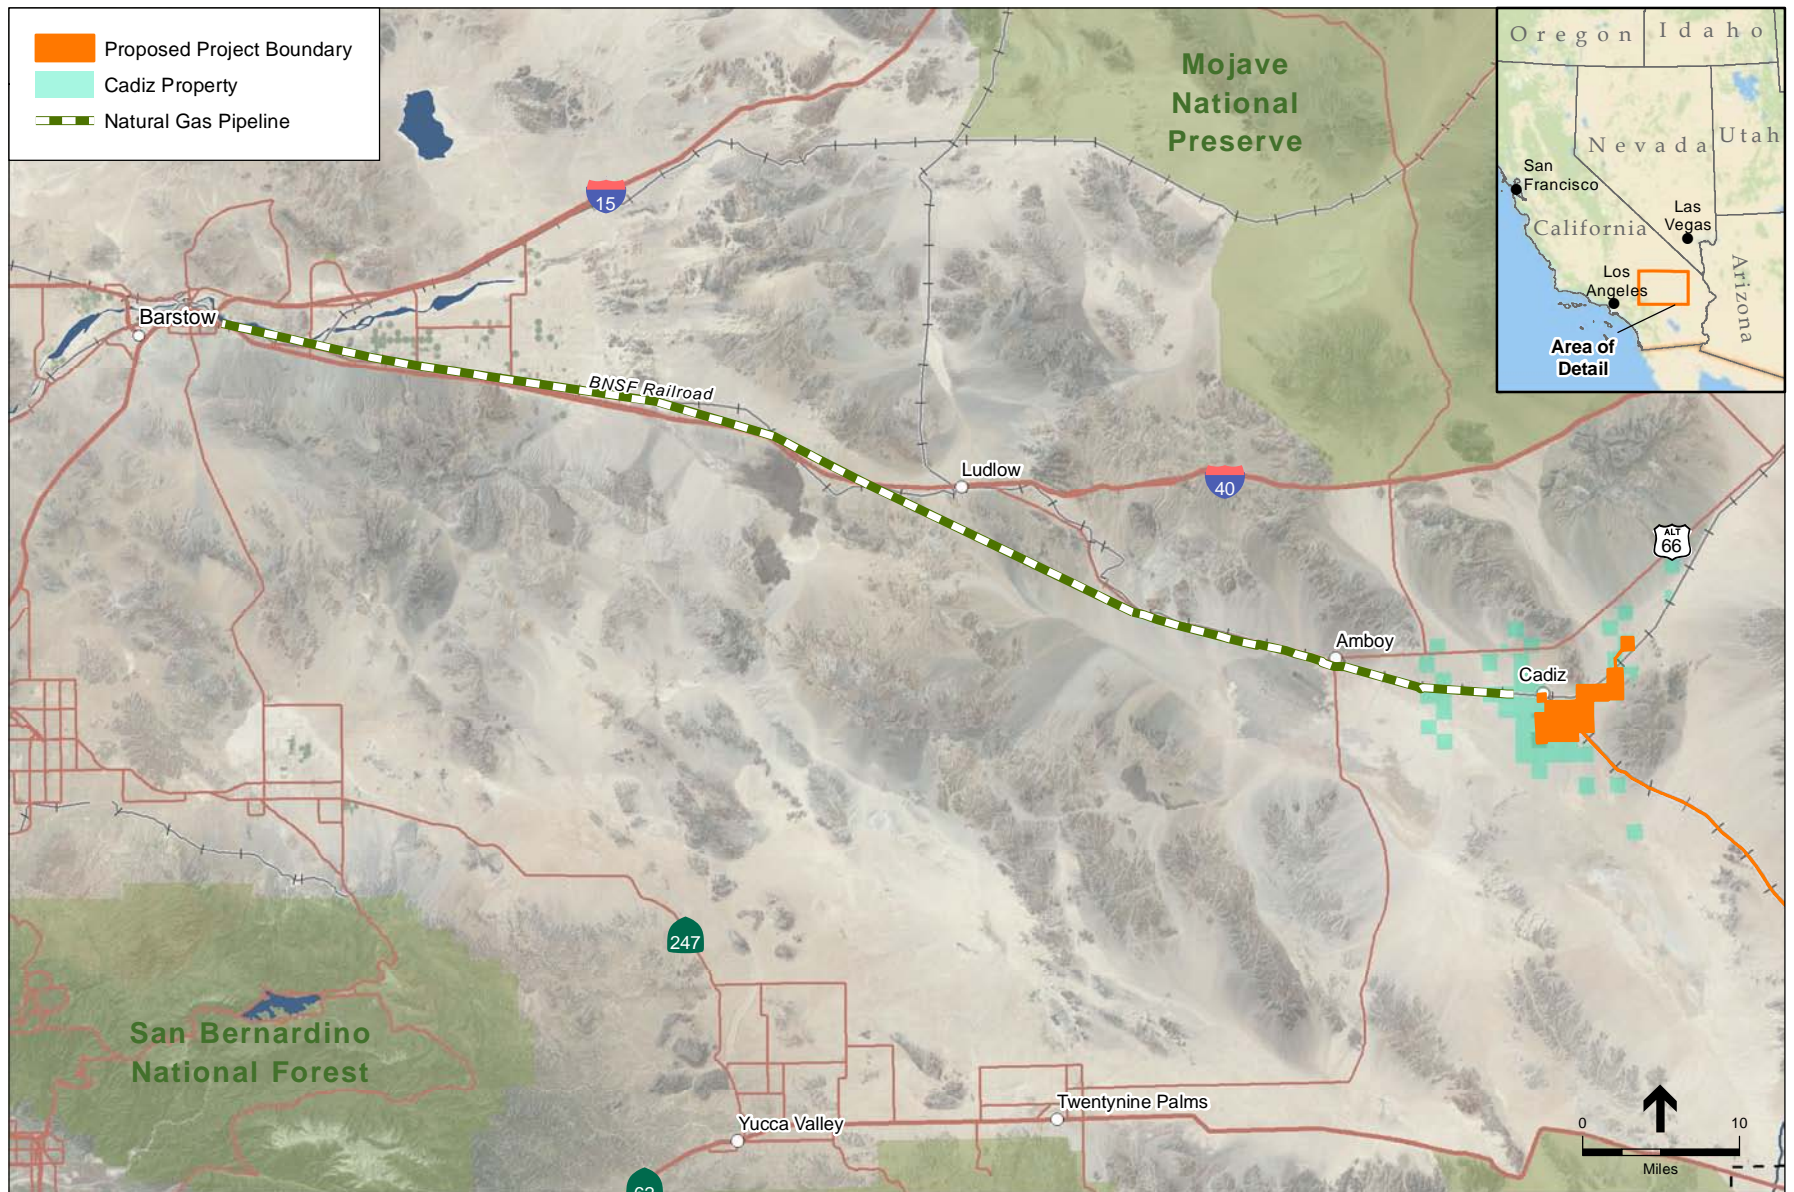 Proposed Project Boundary
Cadiz Property
Natural Gas Pipeline
Mojave
National
Preserve
Oregon
Idaho
Nevada
Utah
San
Francisco
Las
Vegas
California
Los
Angeles
Arizona
Area of
Detail
15
Barstow
BNSF Railroad
Ludlow
40
ALT
66
Amboy
Cadiz
247
San Bernardino
National Forest
Twentynine Palms
Yucca Valley
0 10
Miles